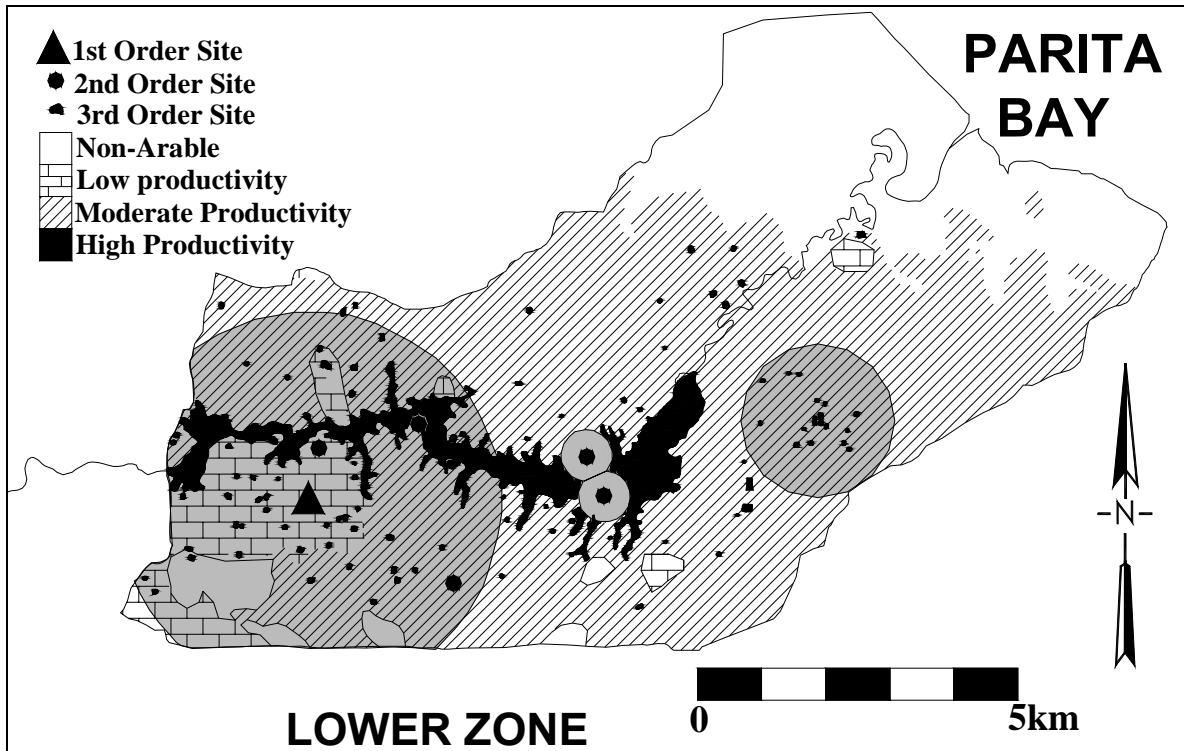 1st Order Site
2nd Order Site
3rd Order Site
Non-Arable
Low productivity
Moderate Productivity
High Productivity
PARITA
BAY
N
LOWER ZONE
0
5km